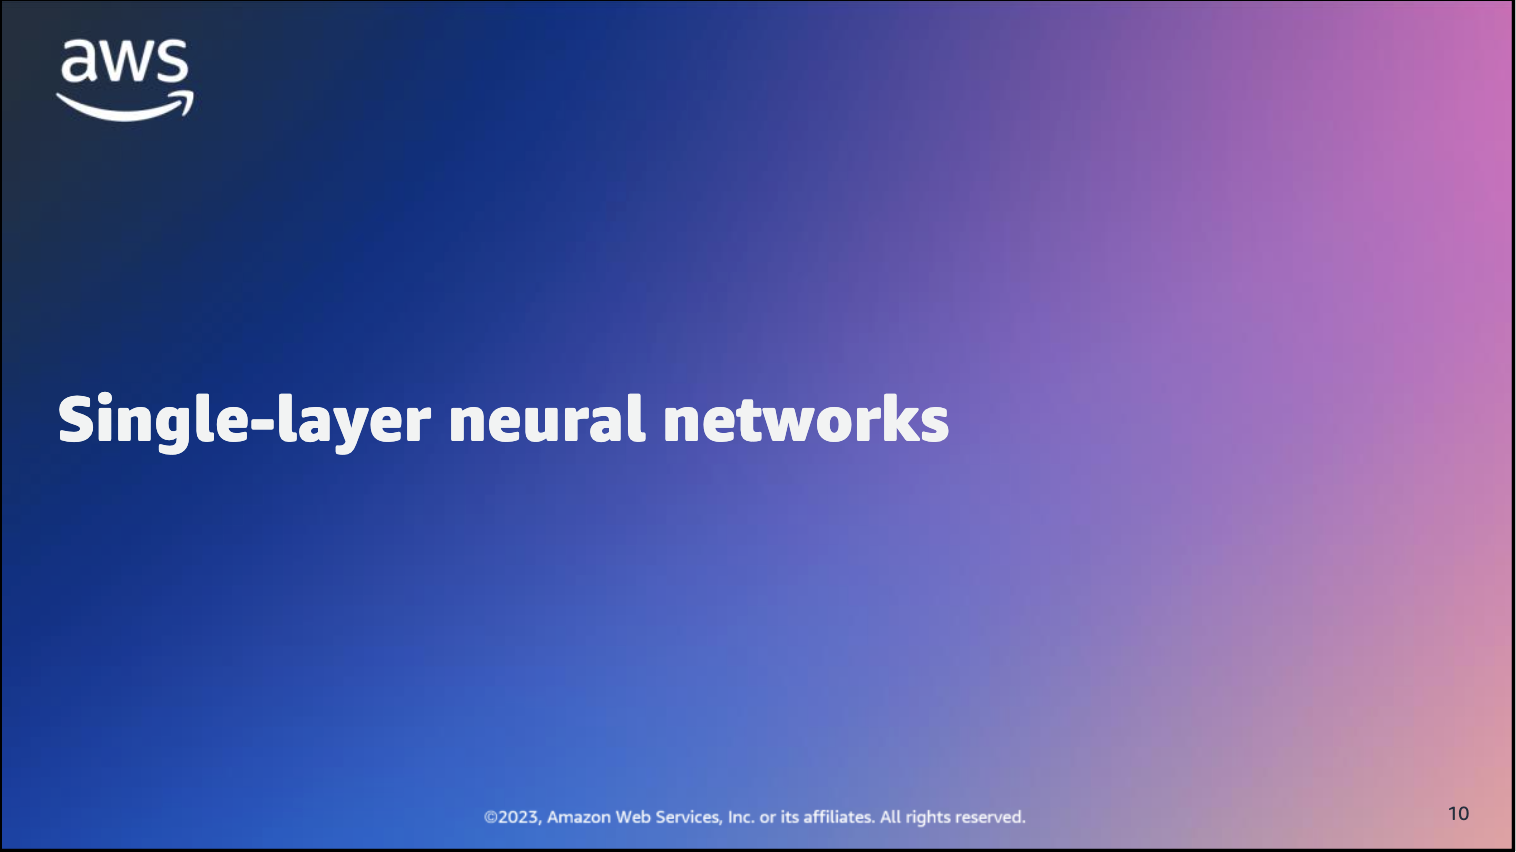 aws
Single-layer neural networks
©2023, Amazon Web Services, Inc. or its affiliates. All rights reserved.
10